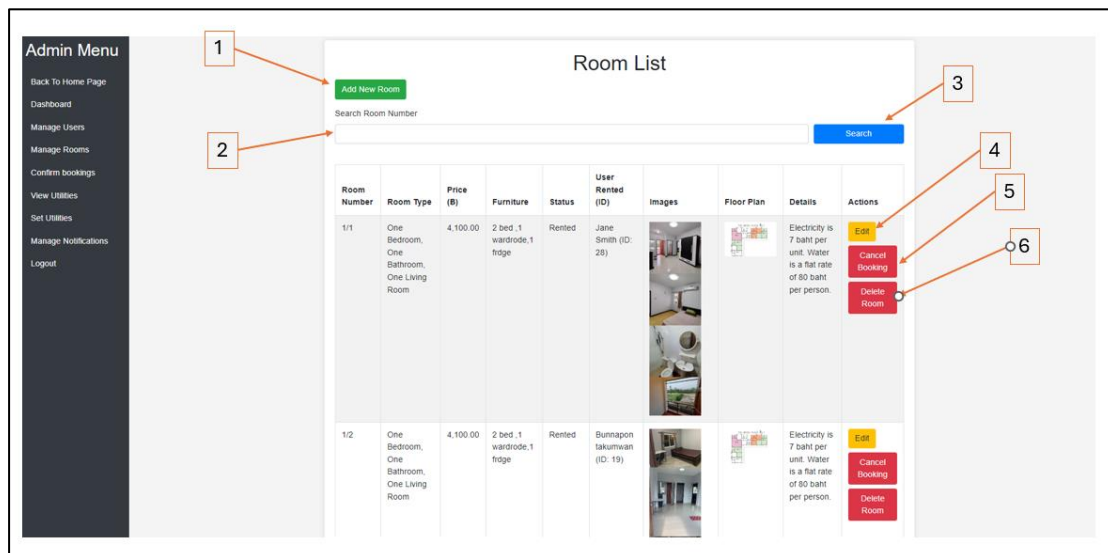 Admin Menu
Back To Home Page
Dashboard
Manage Users
Manage Rooms
Confirm bookings
View Utilities
Set Utilities
Manage Notifications
Logout
1
2
3
4
5
6
Room List
Add New Room
Search Room Number
Search
Room
Number
Room Type
Price
(B)
Furniture
Status
User
Rented
(ID)
Images
Floor Plan
Details
Actions
1/1
One
Bedroom,
One
Bathroom,
One Living
Room
4,100.00
2 bed ,1
wardrode,1
frdge
Rented
Jane
Smith (ID:
28)
Electricity is
7 baht per
unit. Water
is a flat rate
of 80 baht
per person.
Edit
Cancel
Booking
Delete
Room
1/2
One
Bedroom,
One
Bathroom,
One Living
Room
4,100.00
2 bed ,1
wardrode,1
frdge
Rented
Bunnapon
takumwan
(ID: 19)
Electricity is
7 baht per
unit. Water
is a flat rate
of 80 baht
per person.
Edit
Cancel
Booking
Delete
Room